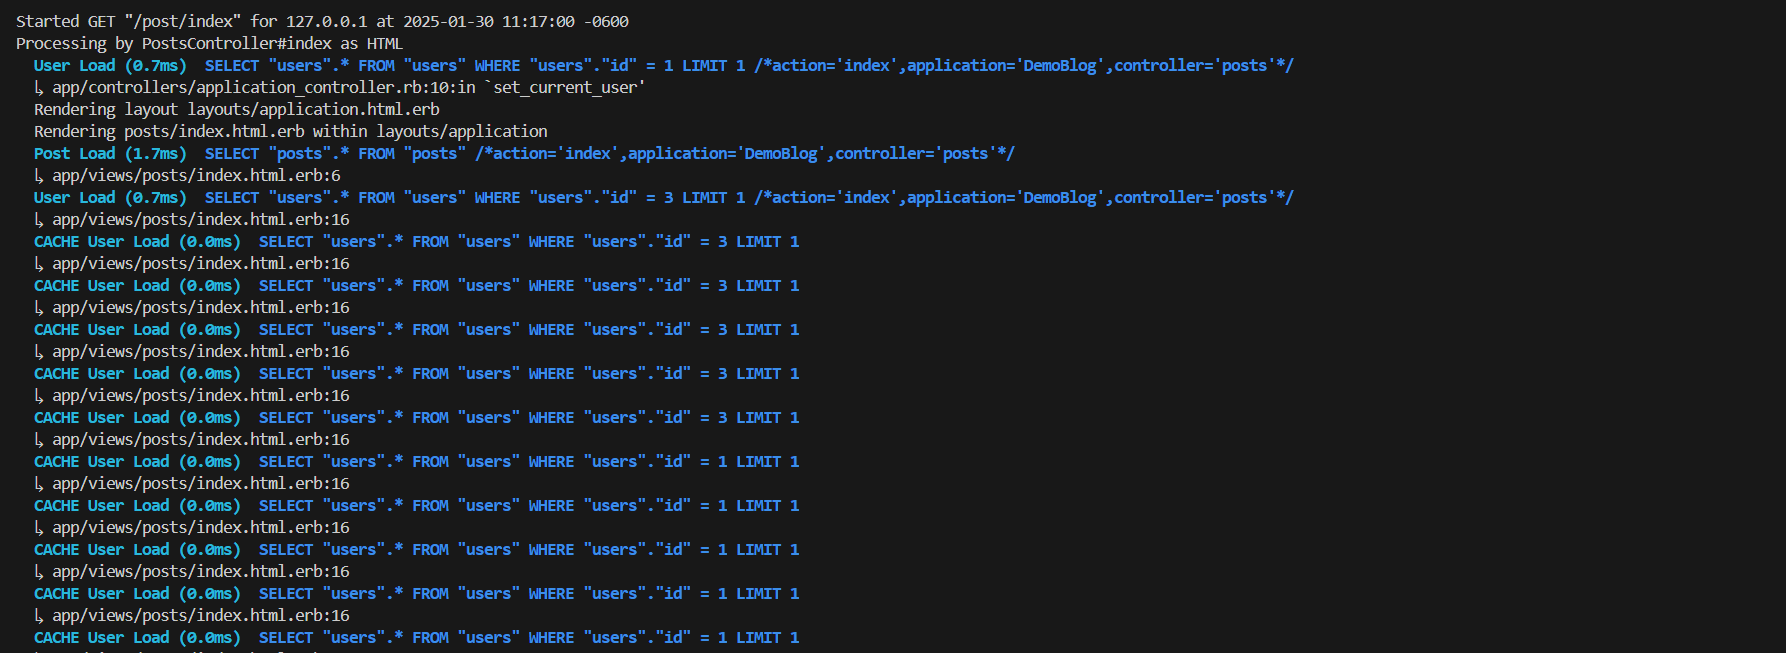 Started GET "/post/index" for 127.0.0.1 at 2025-01-30 11:17:00 -0600
Processing by PostsController#index as HTML
User Load (0.7ms)  SELECT "users".* FROM "users" WHERE "users"."id" = 1 LIMIT 1 /*action='index',application='DemoBlog',controller='posts'*/
↳ app/controllers/application_controller.rb:10:in `set_current_user'
Rendering layout layouts/application.html.erb
Rendering posts/index.html.erb within layouts/application
Post Load (1.7ms)  SELECT "posts".* FROM "posts" /*action='index',application='DemoBlog',controller='posts'*/
↳ app/views/posts/index.html.erb:6
User Load (0.7ms)  SELECT "users".* FROM "users" WHERE "users"."id" = 3 LIMIT 1 /*action='index',application='DemoBlog',controller='posts'*/
↳ app/views/posts/index.html.erb:16
CACHE User Load (0.0ms)  SELECT "users".* FROM "users" WHERE "users"."id" = 3 LIMIT 1
↳ app/views/posts/index.html.erb:16
CACHE User Load (0.0ms)  SELECT "users".* FROM "users" WHERE "users"."id" = 3 LIMIT 1
↳ app/views/posts/index.html.erb:16
CACHE User Load (0.0ms)  SELECT "users".* FROM "users" WHERE "users"."id" = 3 LIMIT 1
↳ app/views/posts/index.html.erb:16
CACHE User Load (0.0ms)  SELECT "users".* FROM "users" WHERE "users"."id" = 3 LIMIT 1
↳ app/views/posts/index.html.erb:16
CACHE User Load (0.0ms)  SELECT "users".* FROM "users" WHERE "users"."id" = 3 LIMIT 1
↳ app/views/posts/index.html.erb:16
CACHE User Load (0.0ms)  SELECT "users".* FROM "users" WHERE "users"."id" = 1 LIMIT 1
↳ app/views/posts/index.html.erb:16
CACHE User Load (0.0ms)  SELECT "users".* FROM "users" WHERE "users"."id" = 1 LIMIT 1
↳ app/views/posts/index.html.erb:16
CACHE User Load (0.0ms)  SELECT "users".* FROM "users" WHERE "users"."id" = 1 LIMIT 1
↳ app/views/posts/index.html.erb:16
CACHE User Load (0.0ms)  SELECT "users".* FROM "users" WHERE "users"."id" = 1 LIMIT 1
↳ app/views/posts/index.html.erb:16
CACHE User Load (0.0ms)  SELECT "users".* FROM "users" WHERE "users"."id" = 1 LIMIT 1